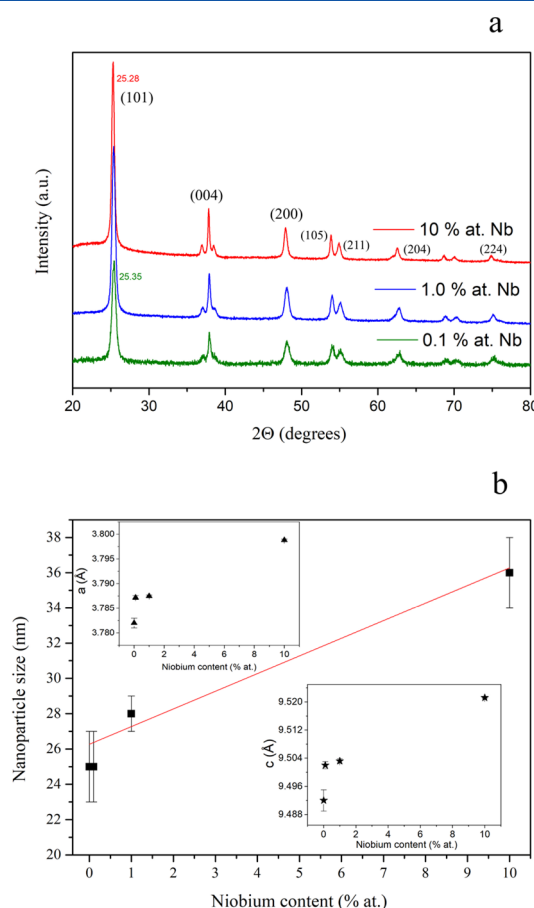 a
25.28
(101)
(004)
(200)
(105)
(211)
10 % at. Nb
(204)
(224)
25.35
1.0 % at. Nb
0.1 % at. Nb
Intensity (a.u.)
20 30 40 50 60 70 80
2Θ (degrees)
b
38
36
34
32
30
28
26
24
22
20
Nanoparticle size (nm)
3.800
3.795
3.790
3.785
3.780
a (Å)
0 2 4 6 8 10
Niobium content (% at.)
9.520
9.512
9.504
9.496
9.488
c (Å)
0 2 4 6 8 10
Niobium content (% at.)
0 1 2 3 4 5 6 7 8 9 10
Niobium content (% at.)